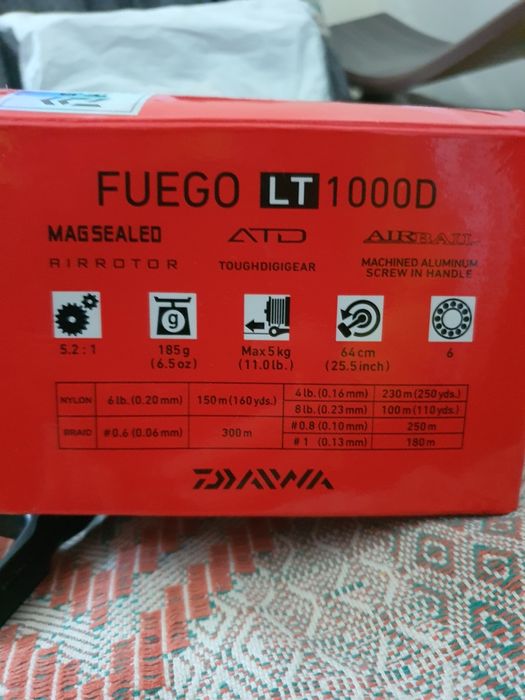 FUEGO LT 1000D
MAGSEALED ATD AIRBAIL
AIRROTOR TOUGHDIGIGEAR MACHINED ALUMINUM
SCREW IN HANDLE
g
5.2 : 1 185g Max 5kg 64cm 6
(6.5oz) (11.0lb.) (25.5inch)
NYLON 6lb. (0.20mm) 150m (160yds.) 4lb. (0.16mm) 230m (250yds.)
8lb. (0.23mm) 100m (110yds.)
BRAID #0.6 (0.06mm) 300m #0.8 (0.10mm) 250m
#1 (0.13mm) 180m
DAIWA